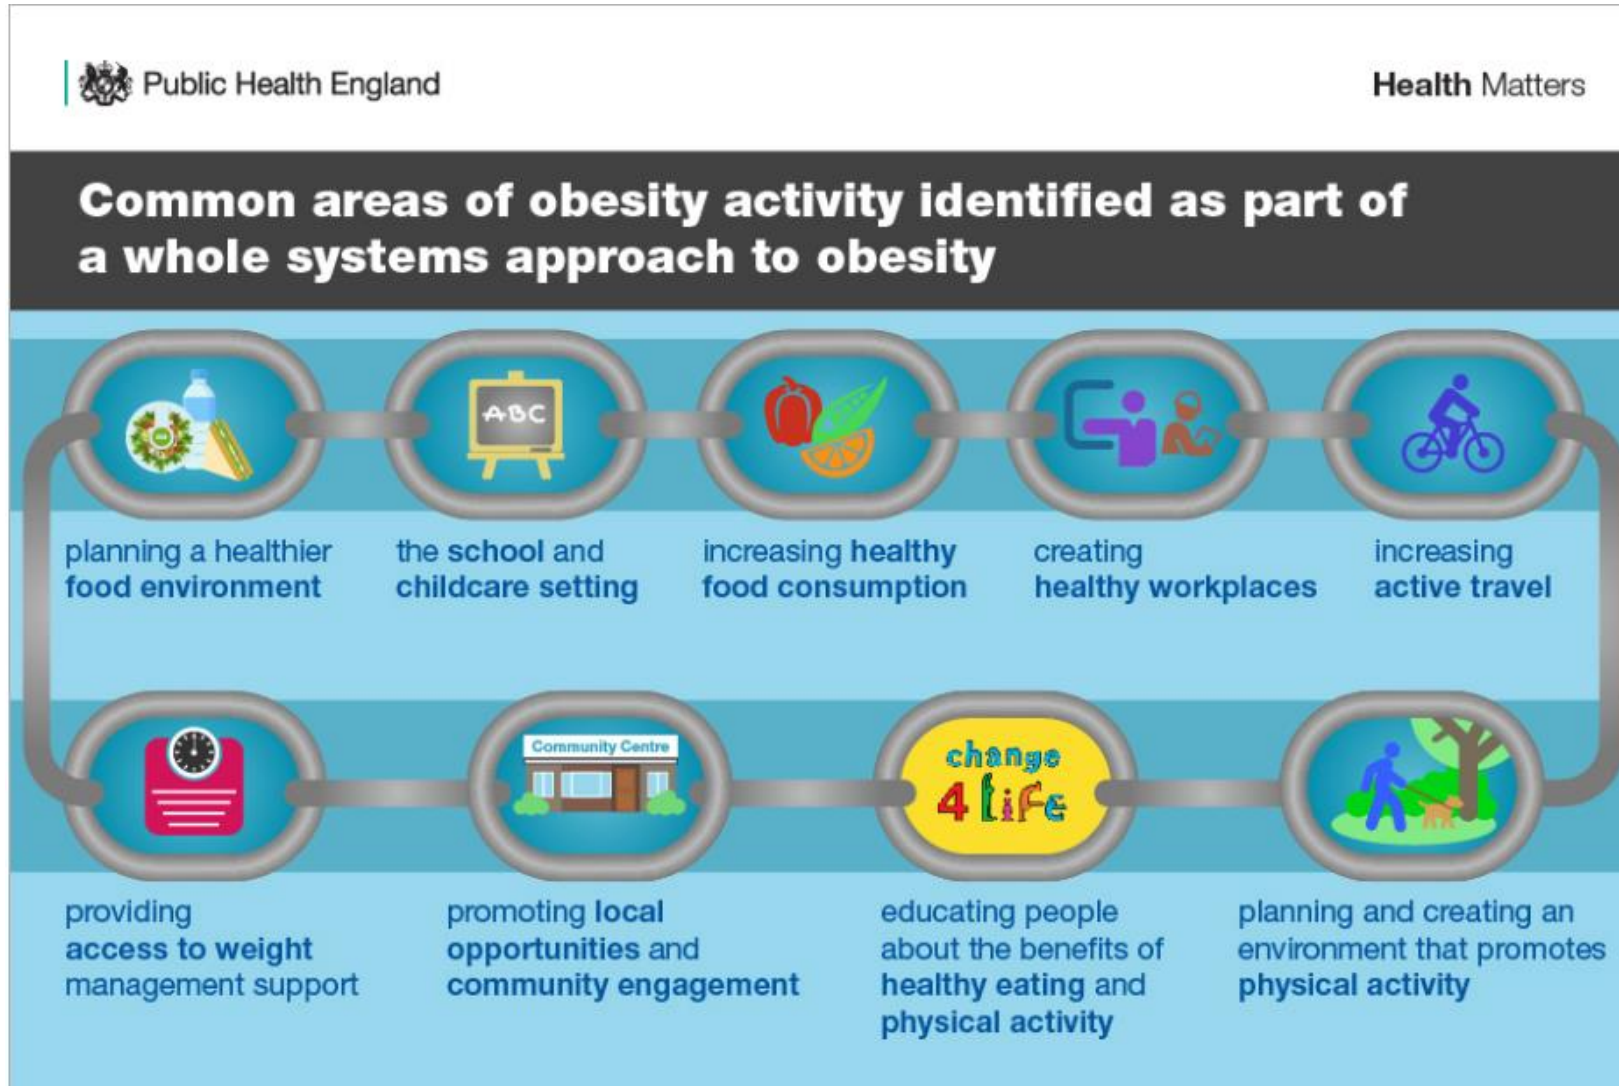 Public Health England
Health Matters
Common areas of obesity activity identified as part of
a whole systems approach to obesity
ABC
planning a healthier
food environment
the school and
childcare setting
increasing healthy
food consumption
creating
healthy workplaces
increasing
active travel
Community Centre
change
4 life
providing
access to weight
management support
promoting local
opportunities and
community engagement
educating people
about the benefits of
healthy eating and
physical activity
planning and creating an
environment that promotes
physical activity